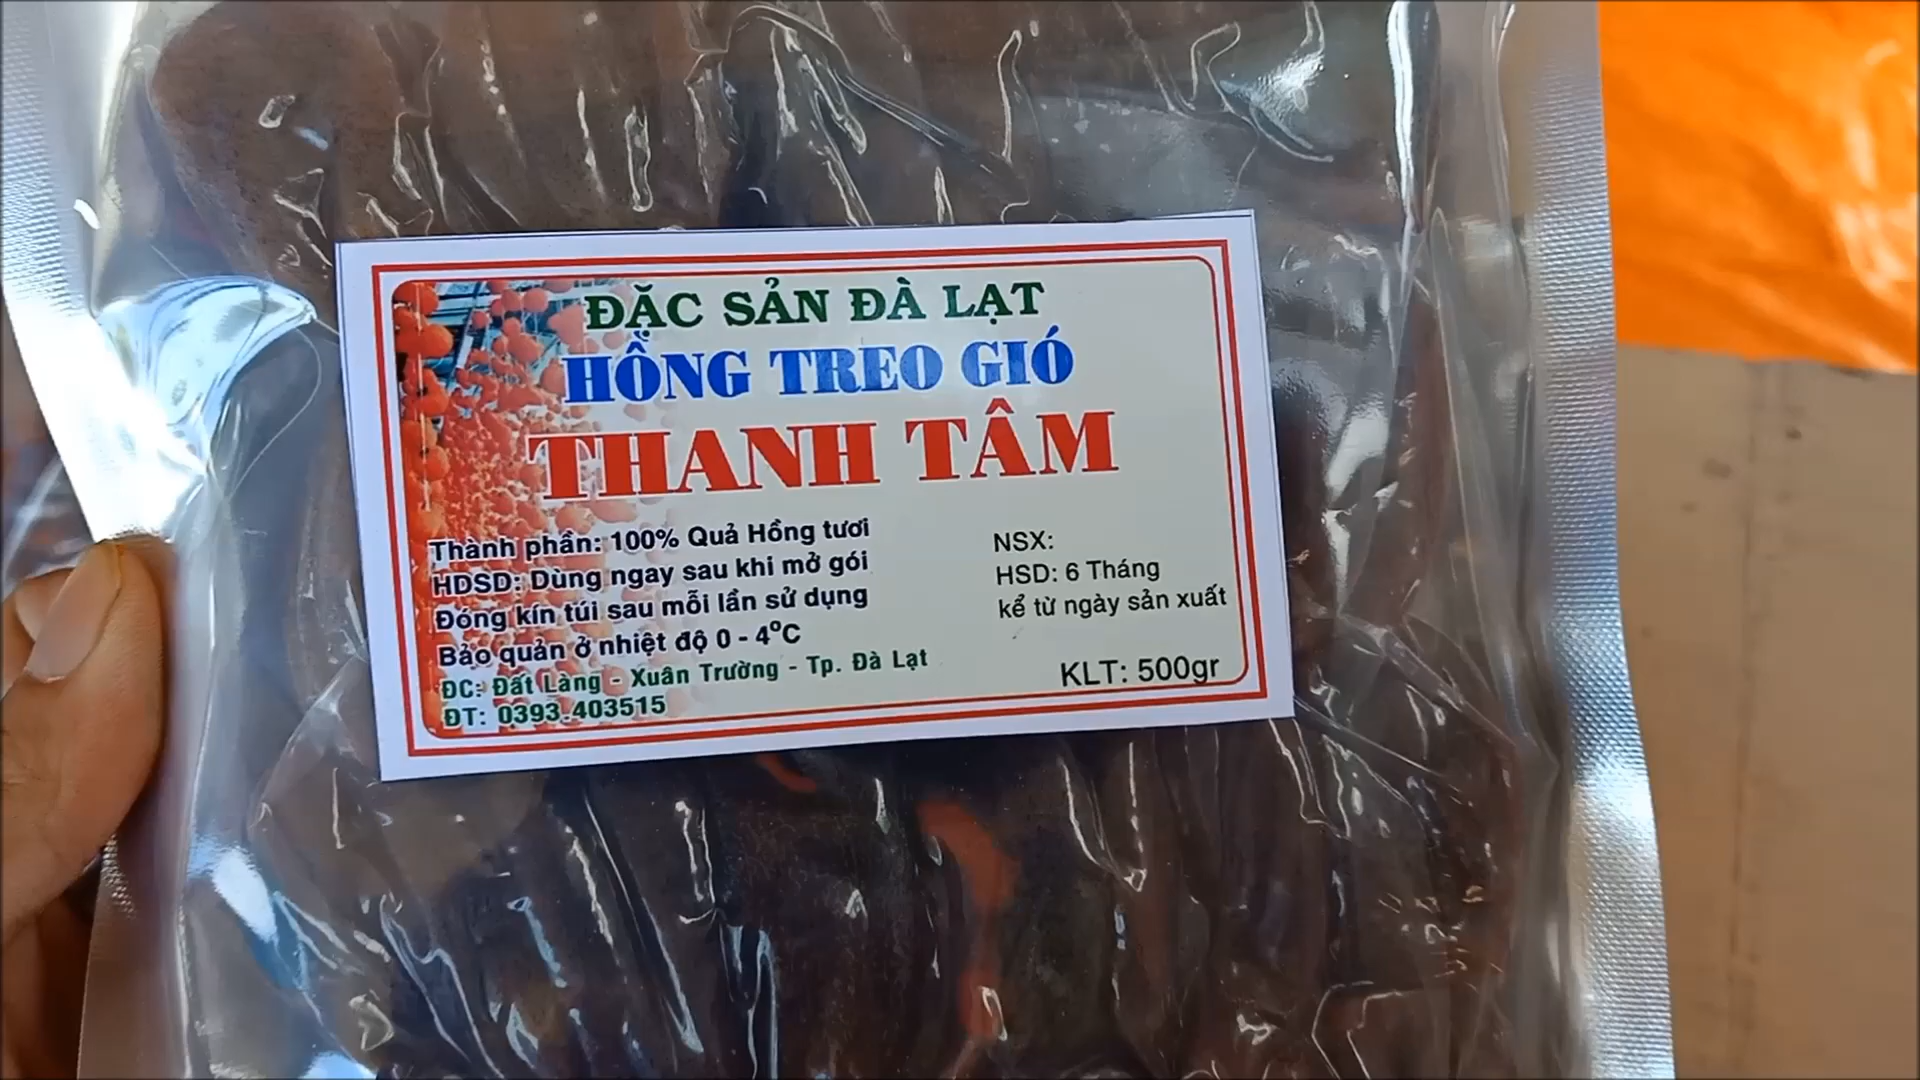 ĐẶC SẢN ĐÀ LẠT
HỒNG TREO GIÓ
THANH TÂM
Thành phần: 100% Quả Hồng tươi
HDSD: Dùng ngay sau khi mở gói
Đóng kín túi sau mỗi lần sử dụng
Bảo quản ở nhiệt độ 0 - 4⁰C
ĐC: Đất Làng - Xuân Trường - Tp. Đà Lạt
ĐT: 0393.403515
NSX:
HSD: 6 Tháng
kể từ ngày sản xuất
KLT: 500gr